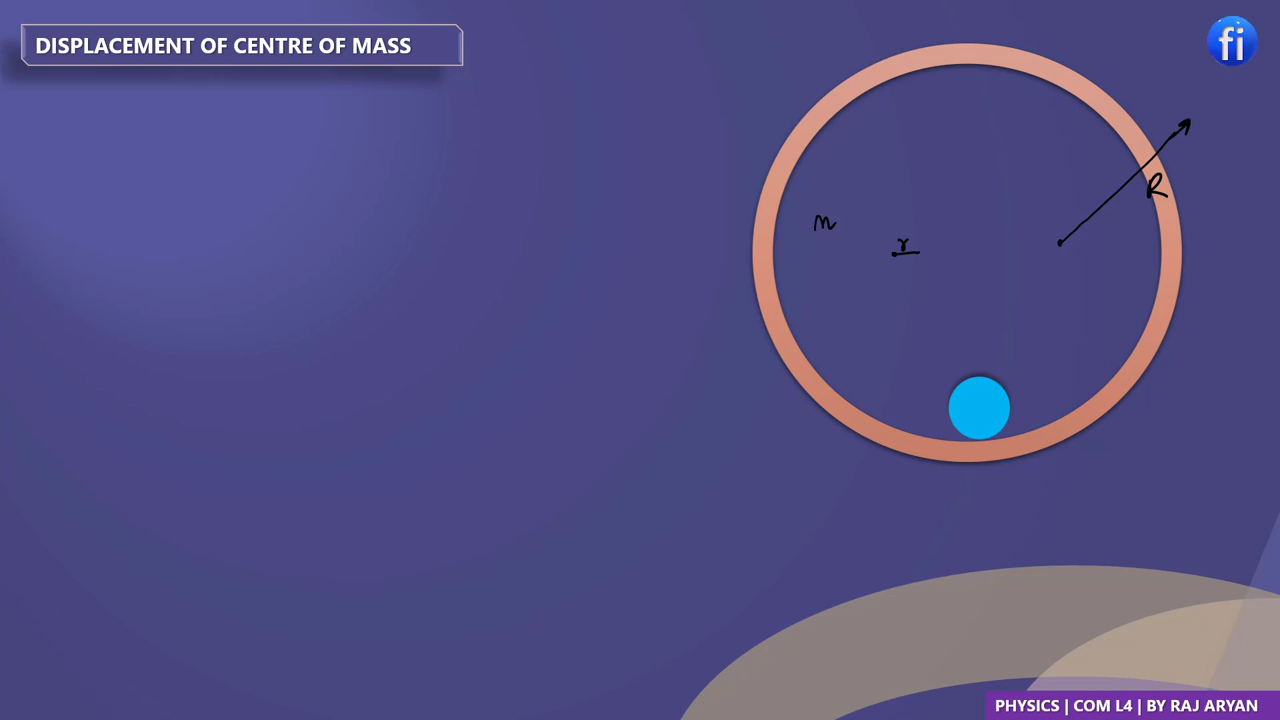 DISPLACEMENT OF CENTRE OF MASS
fi
R
m
r
PHYSICS | COM L4 | BY RAJ ARYAN